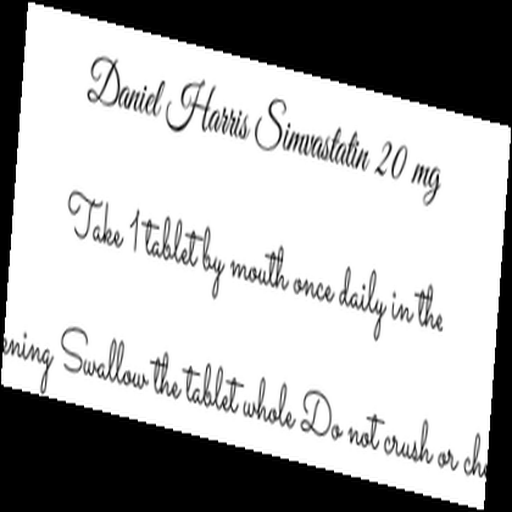 Daniel Harris Simvastatin 20 mg
Take 1 tablet by mouth once daily in the
Swallow the tablet whole Do not crush or